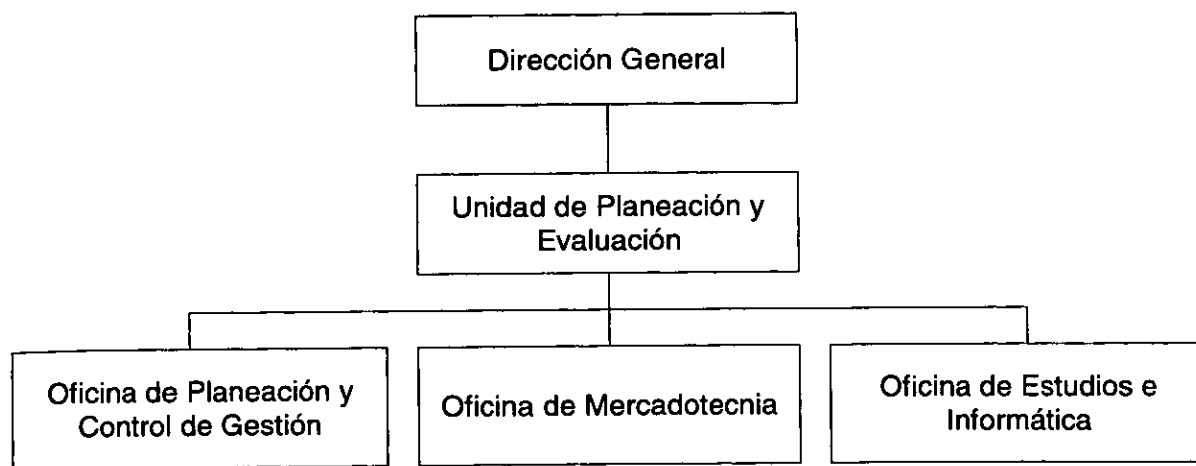 Dirección General
Unidad de Planeación y
Evaluación
Oficina de Planeación y
Control de Gestión
Oficina de Mercadotecnia
Oficina de Estudios e
Informática